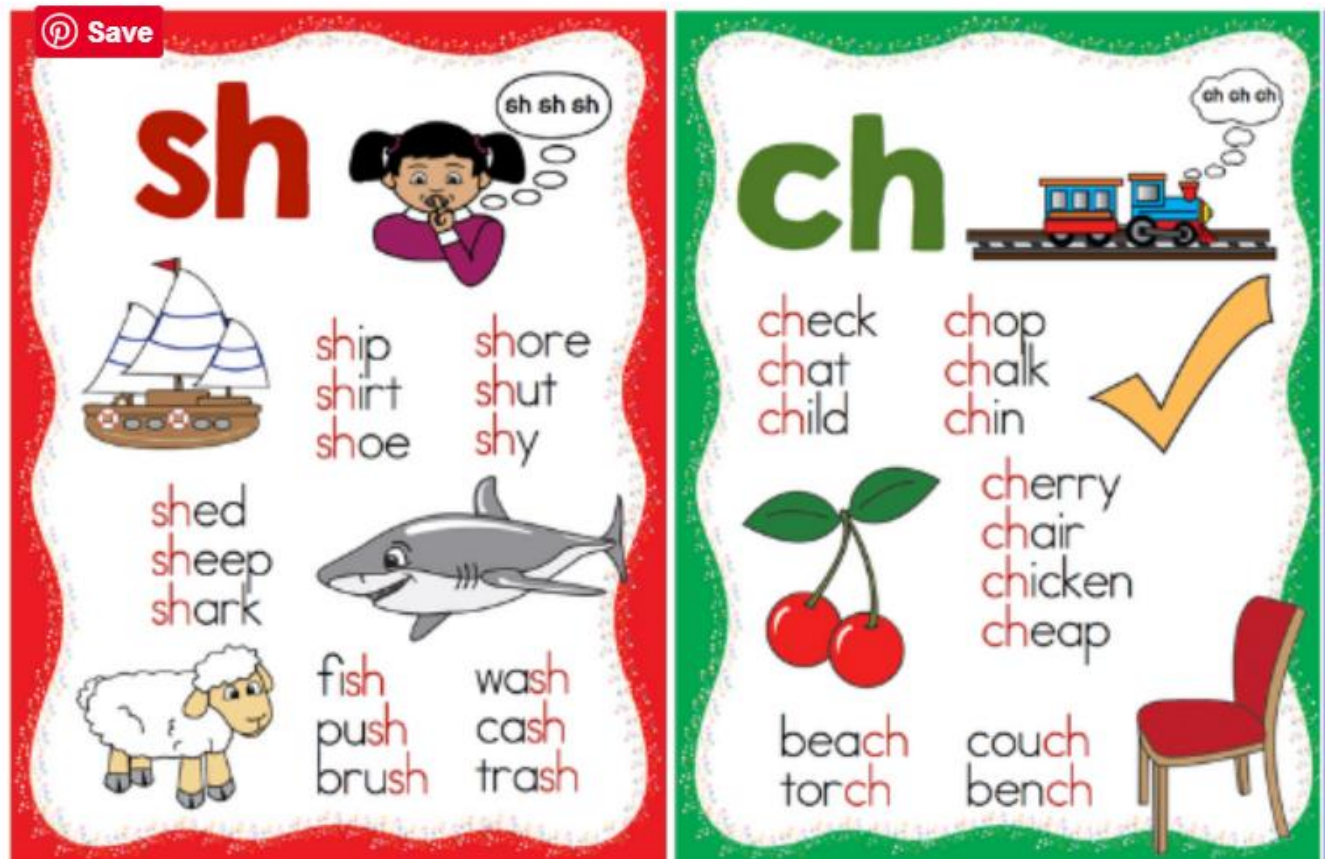 Save
sh
sh sh sh
ship
shirt
shoe
shore
shut
shy
shed
sheep
shark
fish
push
brush
wash
cash
trash
ch
ch ch ch
check
chat
child
chop
chalk
chin
cherry
chair
chicken
cheap
beach
torch
couch
bench